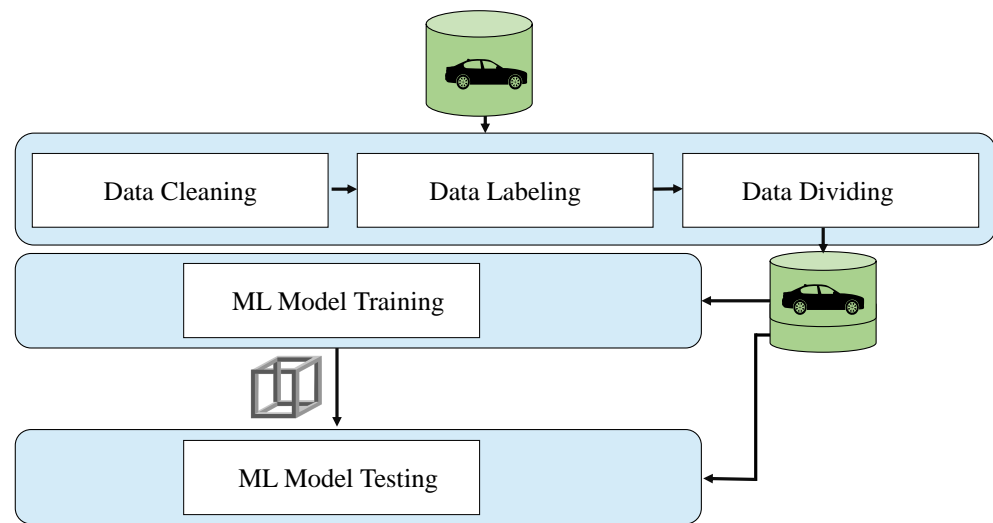 Data Cleaning
Data Labeling
Data Dividing
ML Model Training
ML Model Testing